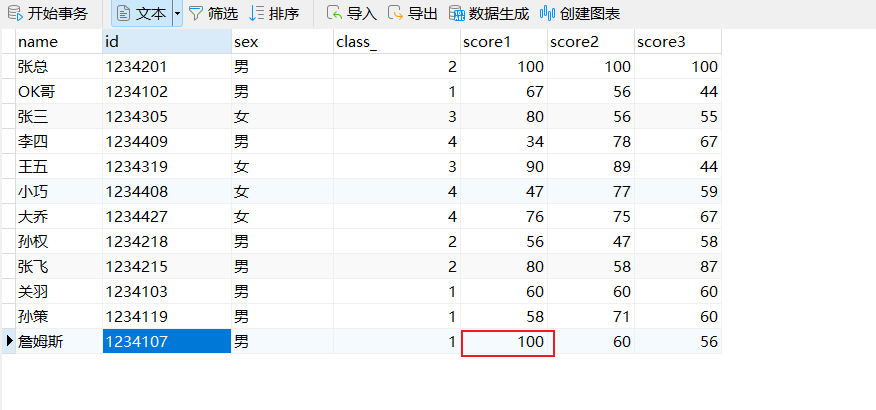 开始事务 文本 筛选 排序 导入 导出 数据生成 创建图表
name id sex class_ score1 score2 score3
张总 1234201 男 2 100 100 100
OK哥 1234102 男 1 67 56 44
张三 1234305 女 3 80 56 55
李四 1234409 男 4 34 78 67
王五 1234319 女 3 90 89 44
小巧 1234408 女 4 47 77 59
大乔 1234427 女 4 76 75 67
孙权 1234218 男 2 56 47 58
张飞 1234215 男 2 80 58 87
关羽 1234103 男 1 60 60 60
孙策 1234119 男 1 58 71 60
詹姆斯 1234107 男 1 100 60 56